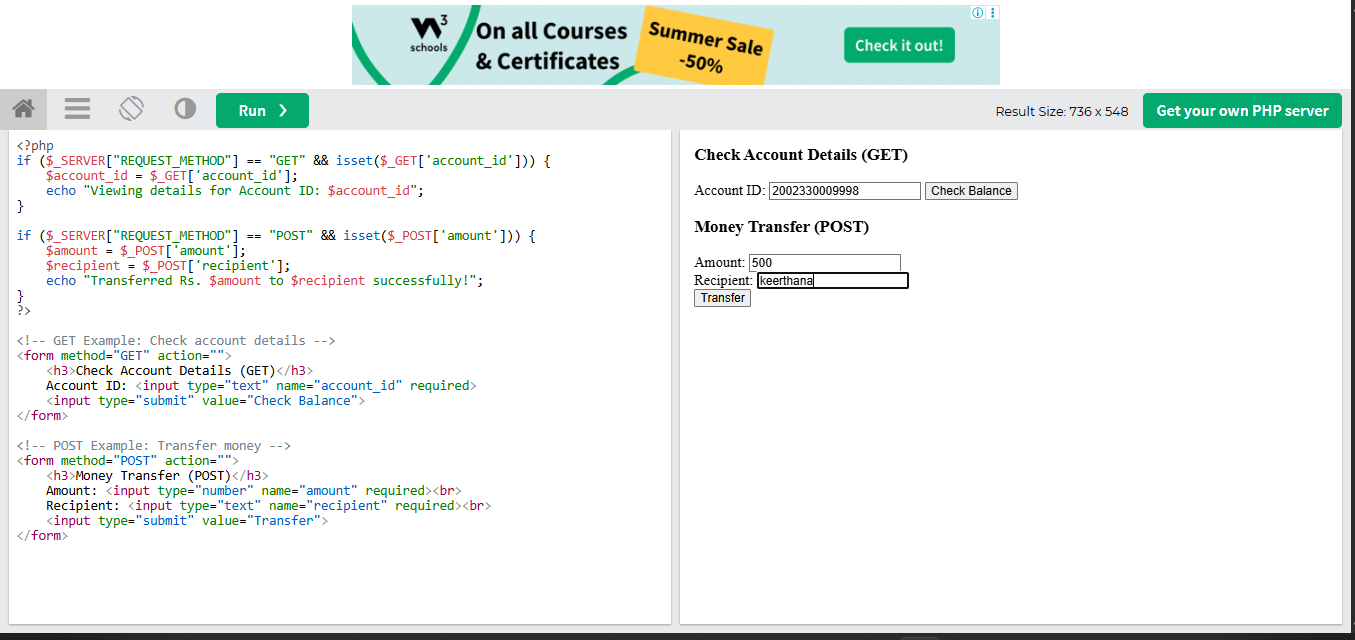 W3 schools
On all Courses
& Certificates
Summer Sale
-50%
Check it out!
Run ❯
Result Size: 736 x 548
Get your own PHP server
<?php
if ($_SERVER["REQUEST_METHOD"] == "GET" && isset($_GET['account_id'])) {
    $account_id = $_GET['account_id'];
    echo "Viewing details for Account ID: $account_id";
}

if ($_SERVER["REQUEST_METHOD"] == "POST" && isset($_POST['amount'])) {
    $amount = $_POST['amount'];
    $recipient = $_POST['recipient'];
    echo "Transferred Rs. $amount to $recipient successfully!";
}
?>

<!-- GET Example: Check account details -->
<form method="GET" action="">
    <h3>Check Account Details (GET)</h3>
    Account ID: <input type="text" name="account_id" required>
    <input type="submit" value="Check Balance">
</form>

<!-- POST Example: Transfer money -->
<form method="POST" action="">
    <h3>Money Transfer (POST)</h3>
    Amount: <input type="number" name="amount" required><br>
    Recipient: <input type="text" name="recipient" required><br>
    <input type="submit" value="Transfer">
</form>
Check Account Details (GET)
Account ID: 2002330009998 Check Balance
Money Transfer (POST)
Amount: 500
Recipient: keerthana
Transfer